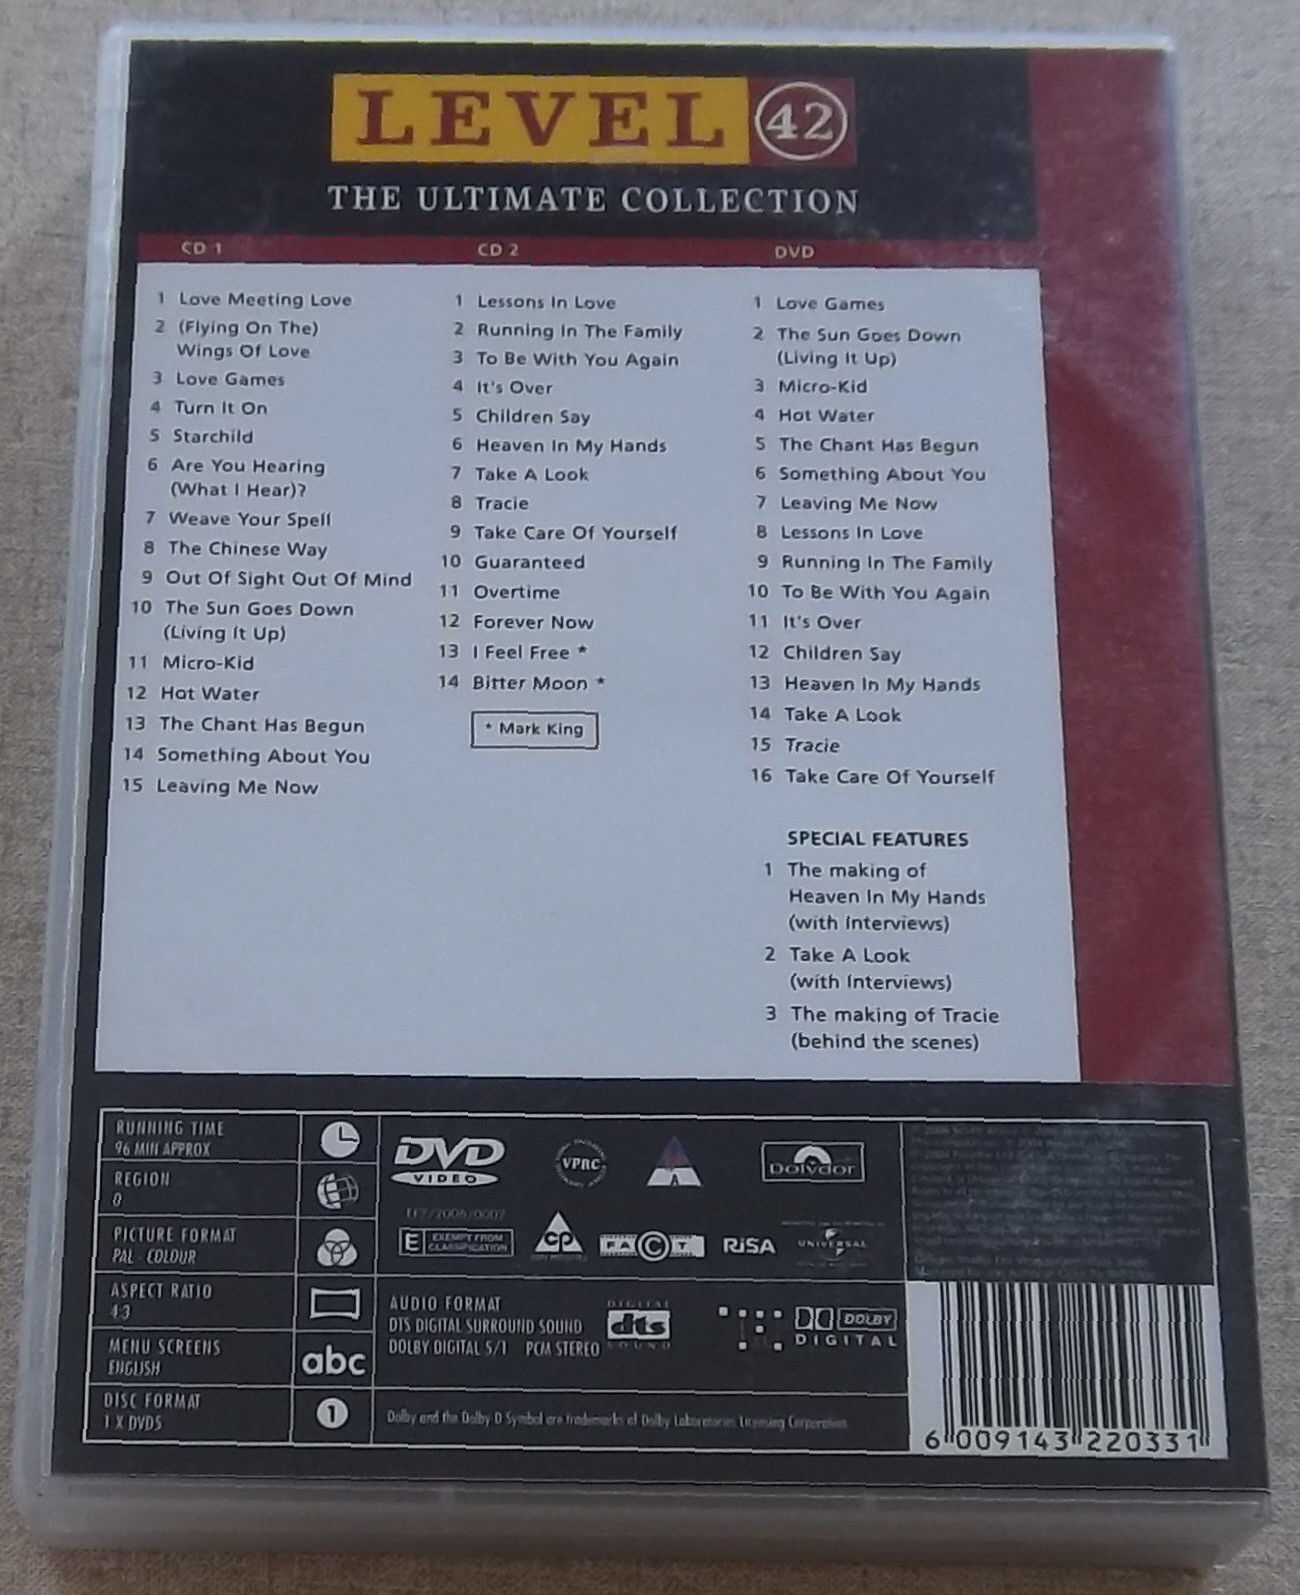 LEVEL 42
THE ULTIMATE COLLECTION
CD 1
1 Love Meeting Love
2 (Flying On The)
Wings Of Love
3 Love Games
4 Turn It On
5 Starchild
6 Are You Hearing
(What I Hear)?
7 Weave Your Spell
8 The Chinese Way
9 Out Of Sight Out Of Mind
10 The Sun Goes Down
(Living It Up)
11 Micro-Kid
12 Hot Water
13 The Chant Has Begun
14 Something About You
15 Leaving Me Now
CD 2
1 Lessons In Love
2 Running In The Family
3 To Be With You Again
4 It's Over
5 Children Say
6 Heaven In My Hands
7 Take A Look
8 Tracie
9 Take Care Of Yourself
10 Guaranteed
11 Overtime
12 Forever Now
13 I Feel Free *
14 Bitter Moon *
* Mark King
DVD
1 Love Games
2 The Sun Goes Down
(Living It Up)
3 Micro-Kid
4 Hot Water
5 The Chant Has Begun
6 Something About You
7 Leaving Me Now
8 Lessons In Love
9 Running In The Family
10 To Be With You Again
11 It's Over
12 Children Say
13 Heaven In My Hands
14 Take A Look
15 Tracie
16 Take Care Of Yourself
SPECIAL FEATURES
1 The making of
Heaven In My Hands
(with Interviews)
2 Take A Look
(with Interviews)
3 The making of Tracie
(behind the scenes)
RUNNING TIME
96 MIN APPROX
REGION
0
PICTURE FORMAT
PAL - COLOUR
ASPECT RATIO
4:3
MENU SCREENS
ENGLISH
abc
DISC FORMAT
1 X DVD5
1
DVD
VIDEO
VPRC
A
Polydor
E EXEMPT FROM
CLASSIFICATION
CP
FACT
RiSA
UNIVERSAL
AUDIO FORMAT
DTS DIGITAL SURROUND SOUND
DOLBY DIGITAL 5/1 PCM STEREO
DIGITAL
dts
SOUND
DOLBY
DIGITAL
Dolby and the Dolby D Symbol are trademarks of Dolby Laboratories Licensing Corporation
6 009143 220331